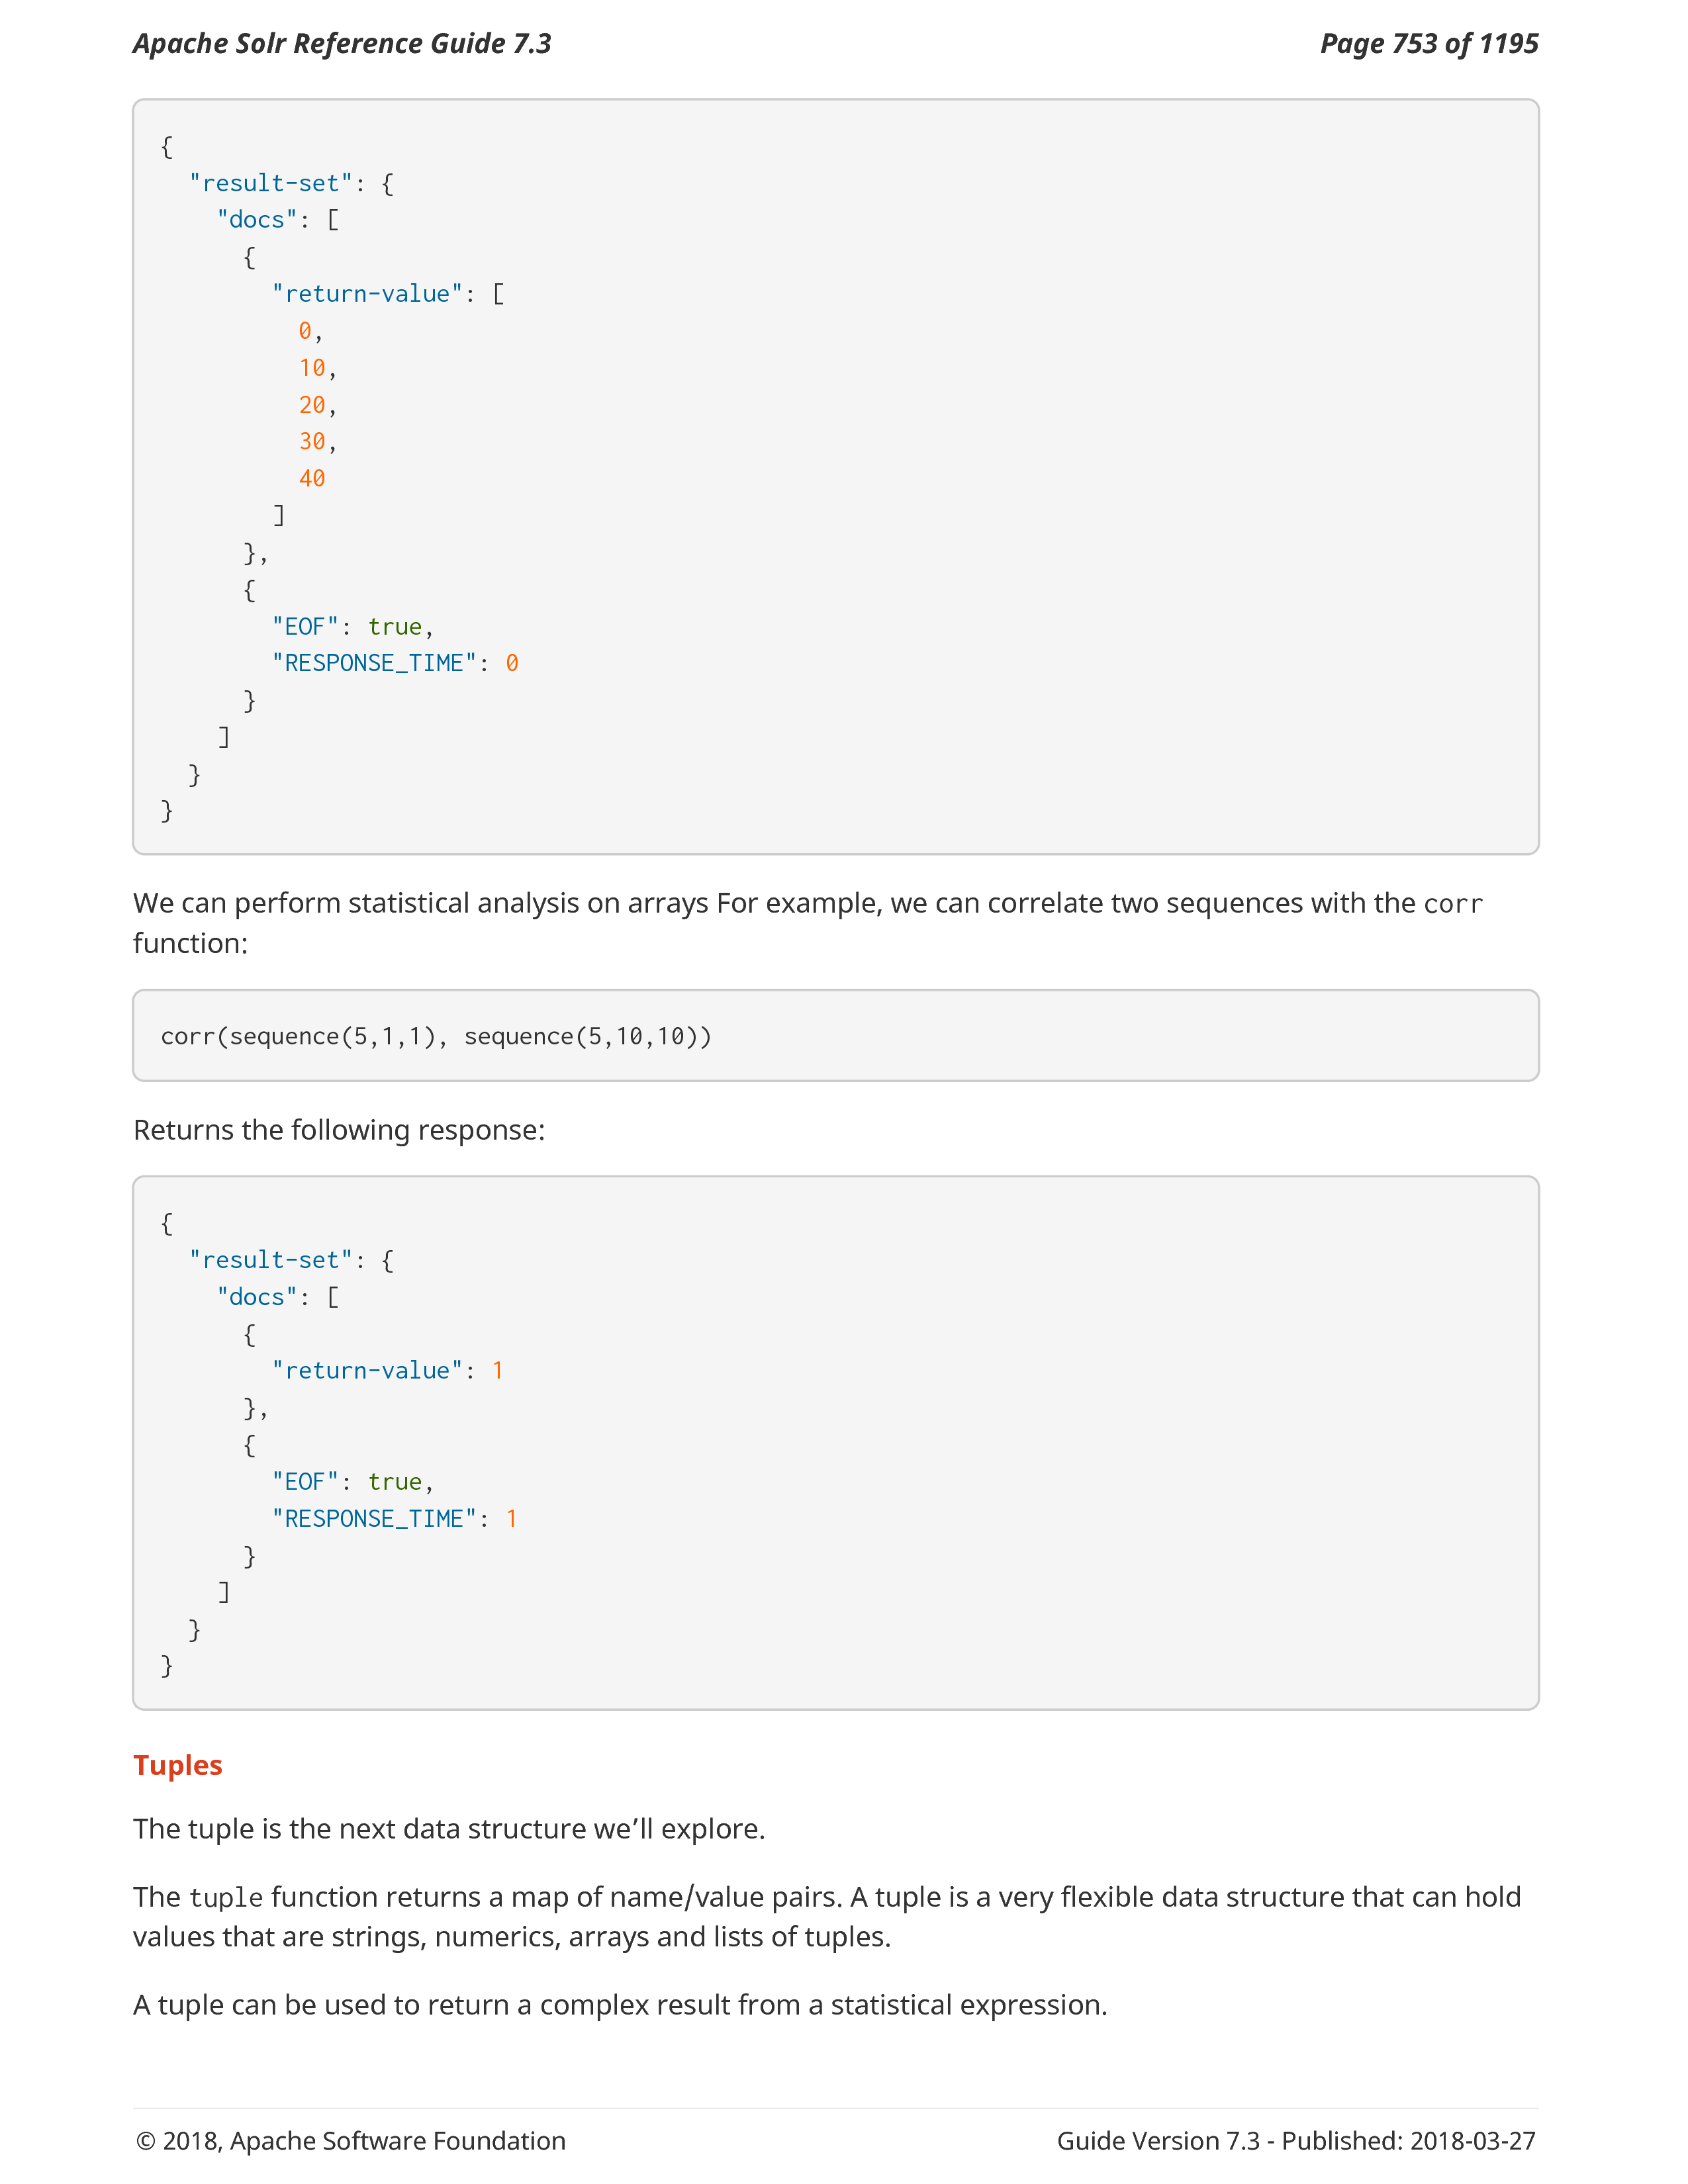 Apache Solr Reference Guide 7.3
Page 753 of 1195
{
  "result-set": {
    "docs": [
      {
        "return-value": [
          0,
          10,
          20,
          30,
          40
        ]
      },
      {
        "EOF": true,
        "RESPONSE_TIME": 0
      }
    ]
  }
}
We can perform statistical analysis on arrays For example, we can correlate two sequences with the corr
function:
corr(sequence(5,1,1), sequence(5,10,10))
Returns the following response:
{
  "result-set": {
    "docs": [
      {
        "return-value": 1
      },
      {
        "EOF": true,
        "RESPONSE_TIME": 1
      }
    ]
  }
}
Tuples
The tuple is the next data structure we’ll explore.
The tuple function returns a map of name/value pairs. A tuple is a very flexible data structure that can hold
values that are strings, numerics, arrays and lists of tuples.
A tuple can be used to return a complex result from a statistical expression.
© 2018, Apache Software Foundation
Guide Version 7.3 - Published: 2018-03-27